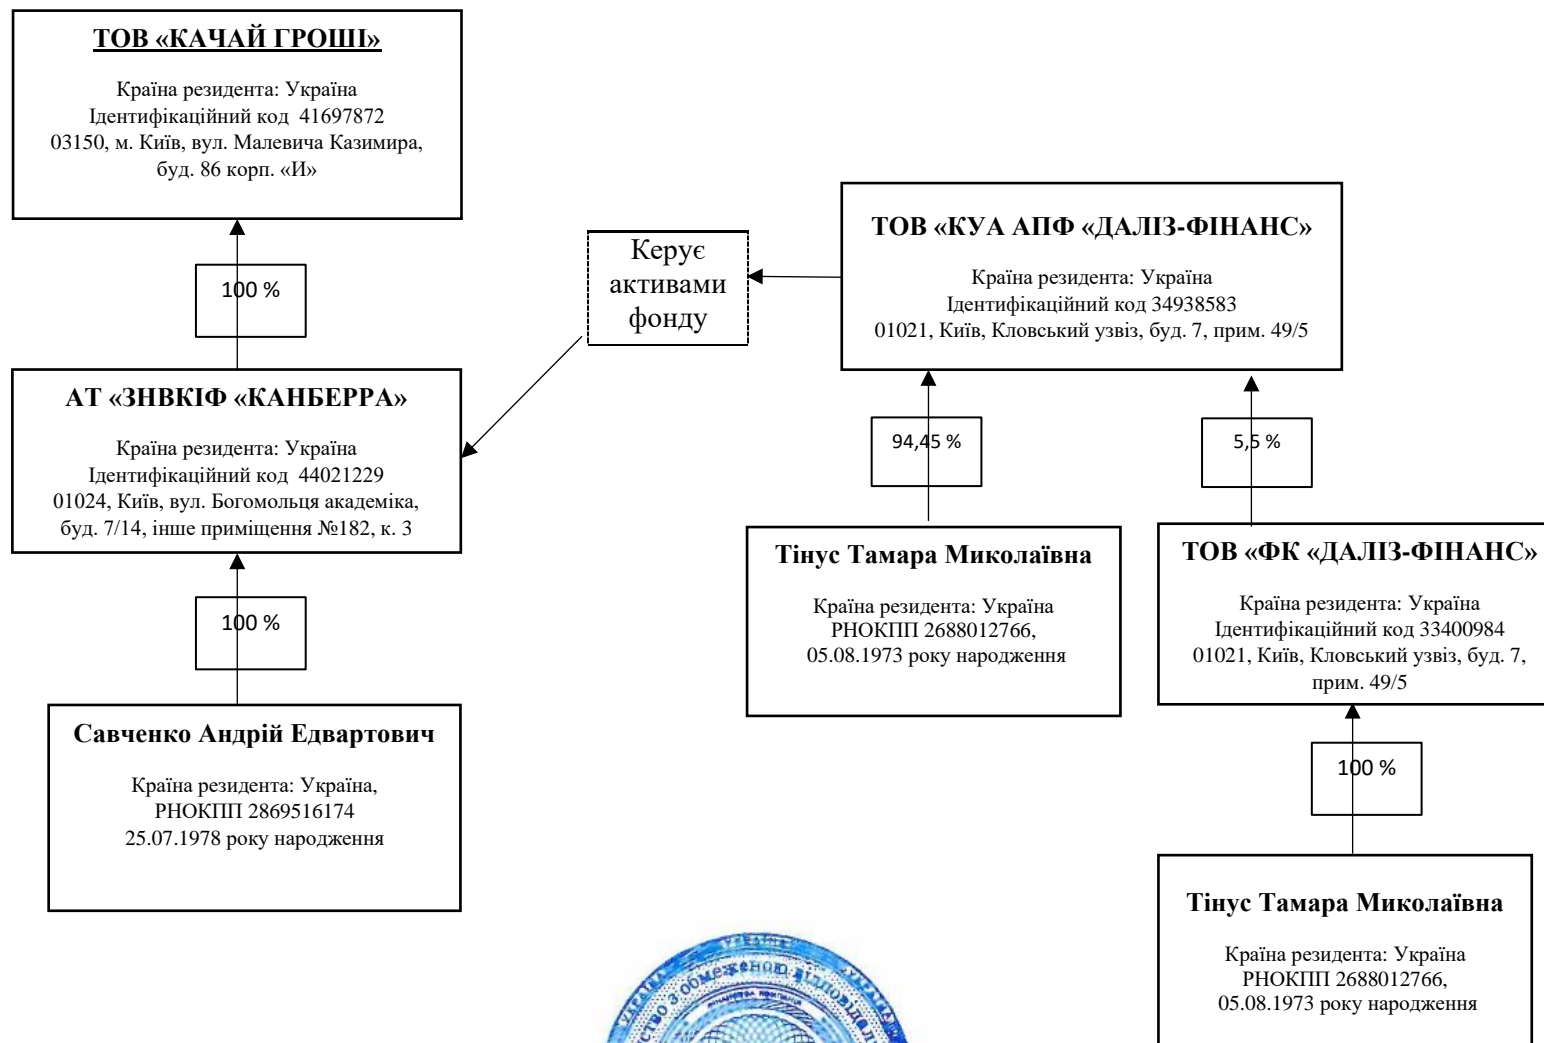 ТОВ «КАЧАЙ ГРОШІ»
Країна резидента: Україна
Ідентифікаційний код 41697872
03150, м. Київ, вул. Малевича Казимира,
буд. 86 корп. «И»
100 %
АТ «ЗНВКІФ «КАНБЕРРА»
Країна резидента: Україна
Ідентифікаційний код 44021229
01024, Київ, вул. Богомольця академіка,
буд. 7/14, інше приміщення №182, к. 3
100 %
Савченко Андрій Едвартович
Країна резидента: Україна,
РНОКПП 2869516174
25.07.1978 року народження
Керує
активами
фонду
ТОВ «КУА АПФ «ДАЛІЗ-ФІНАНС»
Країна резидента: Україна
Ідентифікаційний код 34938583
01021, Київ, Кловський узвіз, буд. 7, прим. 49/5
94,45 %
5,5 %
Тінус Тамара Миколаївна
Країна резидента: Україна
РНОКПП 2688012766,
05.08.1973 року народження
ТОВ «ФК «ДАЛІЗ-ФІНАНС»
Країна резидента: Україна
Ідентифікаційний код 33400984
01021, Київ, Кловський узвіз, буд. 7,
прим. 49/5
100 %
Тінус Тамара Миколаївна
Країна резидента: Україна
РНОКПП 2688012766,
05.08.1973 року народження
УКРАЇНА
з обмеженою